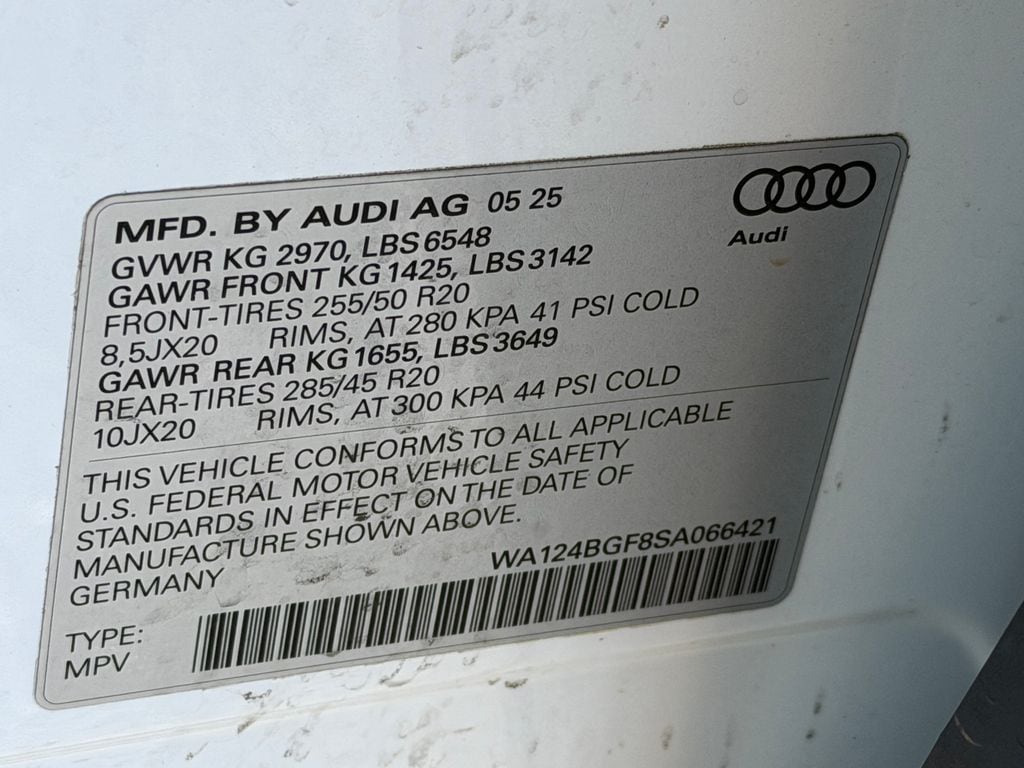 MFD. BY AUDI AG 05 25
Audi
GVWR KG 2970, LBS 6548
GAWR FRONT KG 1425, LBS 3142
FRONT-TIRES 255/50 R20
8,5JX20 RIMS, AT 280 KPA 41 PSI COLD
GAWR REAR KG 1655, LBS 3649
REAR-TIRES 285/45 R20
10JX20 RIMS, AT 300 KPA 44 PSI COLD
THIS VEHICLE CONFORMS TO ALL APPLICABLE
U.S. FEDERAL MOTOR VEHICLE SAFETY
STANDARDS IN EFFECT ON THE DATE OF
MANUFACTURE SHOWN ABOVE.
GERMANY
WA124BGF8SA066421
TYPE:
MPV